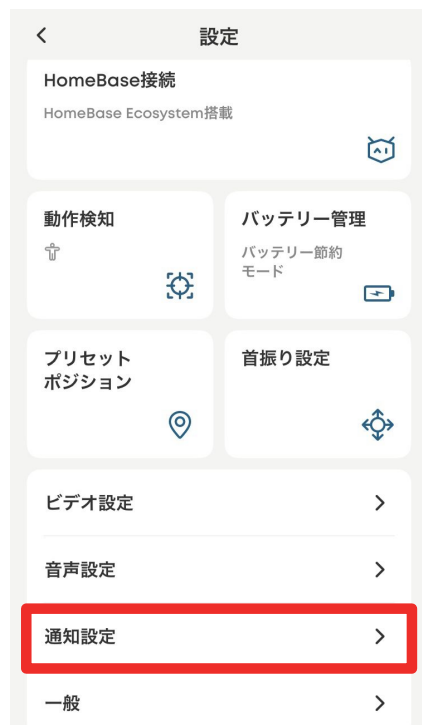 設定
HomeBase接続
HomeBase Ecosystem搭載
動作検知
バッテリー管理
バッテリー節約
モード
プリセット
ポジション
首振り設定
ビデオ設定
音声設定
通知設定
一般